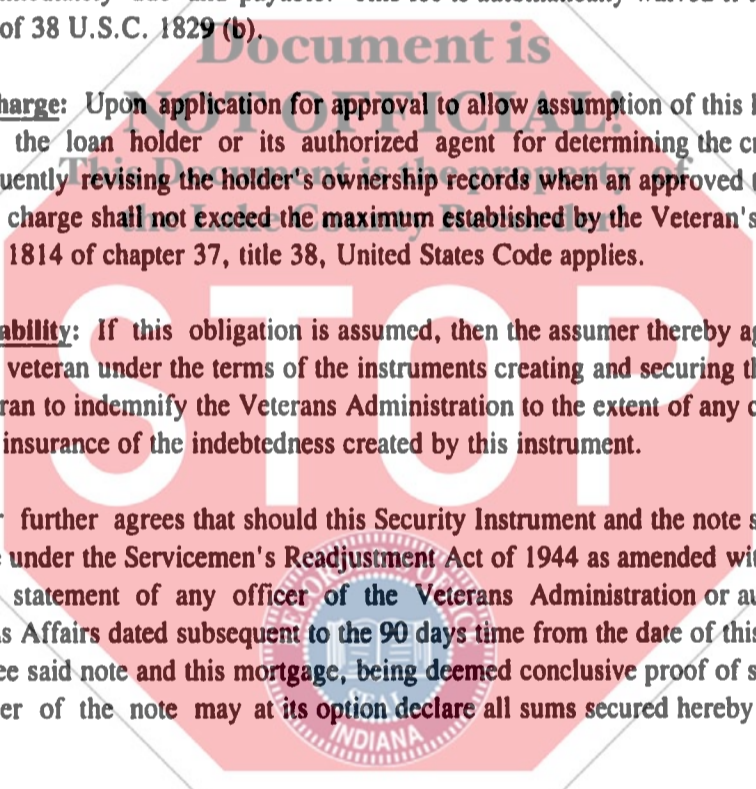 of 38 U.S.C. 1829 (b).
Document is
NOT OFFICIAL!
This Document is the property of
the Lake County Recorder!
harge: Upon application for approval to allow assumption of this
the loan holder or its authorized agent for determining the
uently revising the holder's ownership records when an approved
charge shall not exceed the maximum established by the Veteran's
1814 of chapter 37, title 38, United States Code applies.
STOP
ability: If this obligation is assumed, then the assumer thereby
veteran under the terms of the instruments creating and securing
ran to indemnify the Veterans Administration to the extent of any
insurance of the indebtedness created by this instrument.
further agrees that should this Security Instrument and the note
under the Servicemen's Readjustment Act of 1944 as amended
statement of any officer of the Veterans Administration or
s Affairs dated subsequent to the 90 days time from the date of this
ee said note and this mortgage, being deemed conclusive proof of
er of the note may at its option declare all sums secured hereby
SEAL
INDIANA